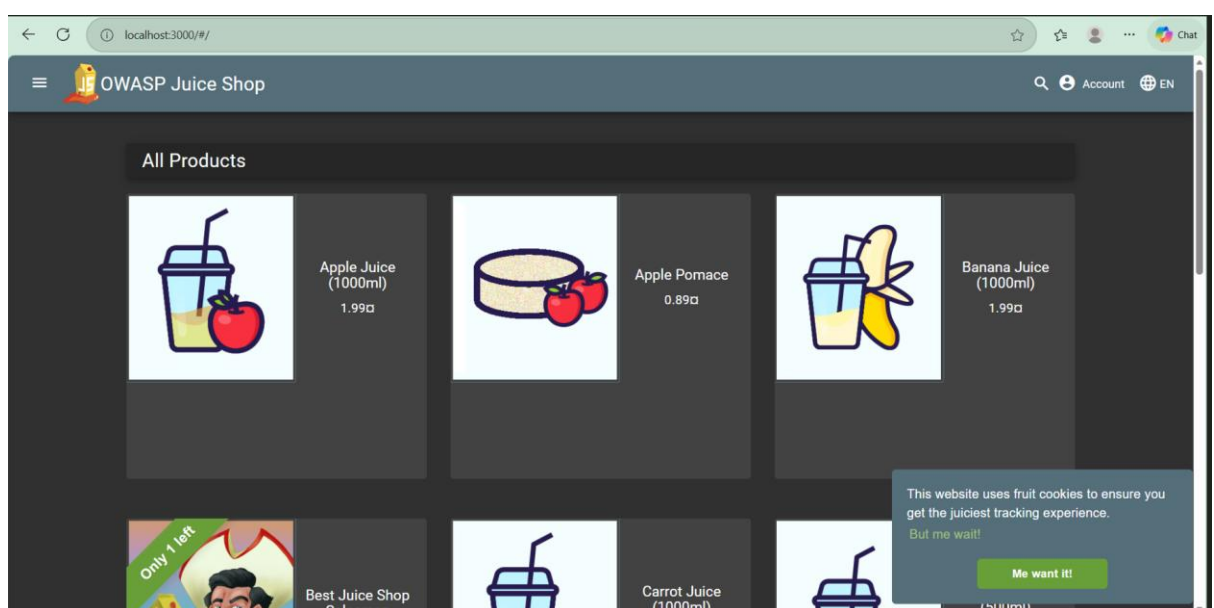 localhost:3000/#/
Chat
OWASP Juice Shop
Account
EN
All Products
Apple Juice
(1000ml)
1.99¤
Apple Pomace
0.89¤
Banana Juice
(1000ml)
1.99¤
Only 1 left
Best Juice Shop
Carrot Juice
(1000ml)
(500ml)
This website uses fruit cookies to ensure you
get the juiciest tracking experience.
But me wait!
Me want it!